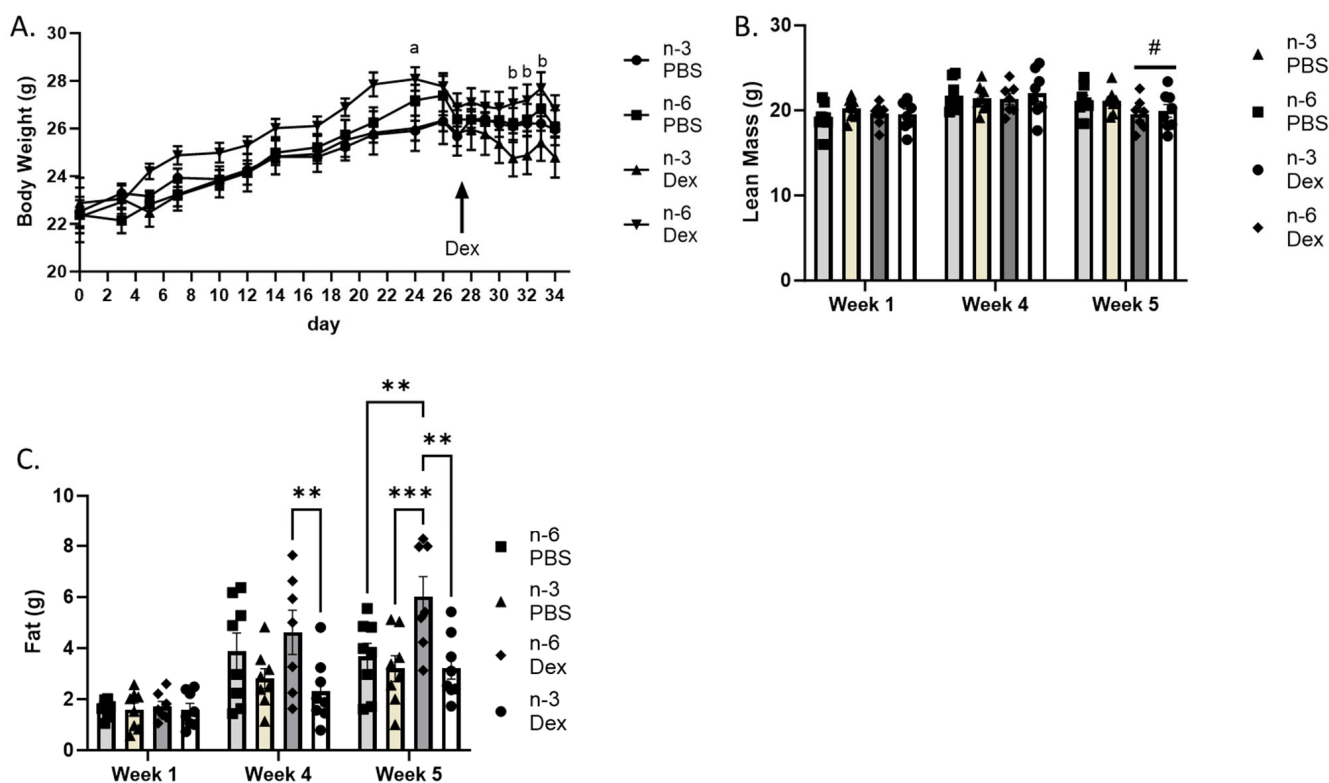 A.
Body Weight (g)
28
30
26
24
22
20
a
b b b
Dex
0 2 4 6 8 10 12 14 16 18 20 22 24 26 28 30 32 34
day
n-3
PBS
n-6
PBS
n-3
Dex
n-6
Dex
B.
Lean Mass (g)
30
20
10
0
#
Week 1 Week 4 Week 5
n-3
PBS
n-6
PBS
n-3
Dex
n-6
Dex
C.
Fat (g)
10
8
6
4
2
0
**
**
** ***
Week 1 Week 4 Week 5
n-6
PBS
n-3
PBS
n-6
Dex
n-3
Dex